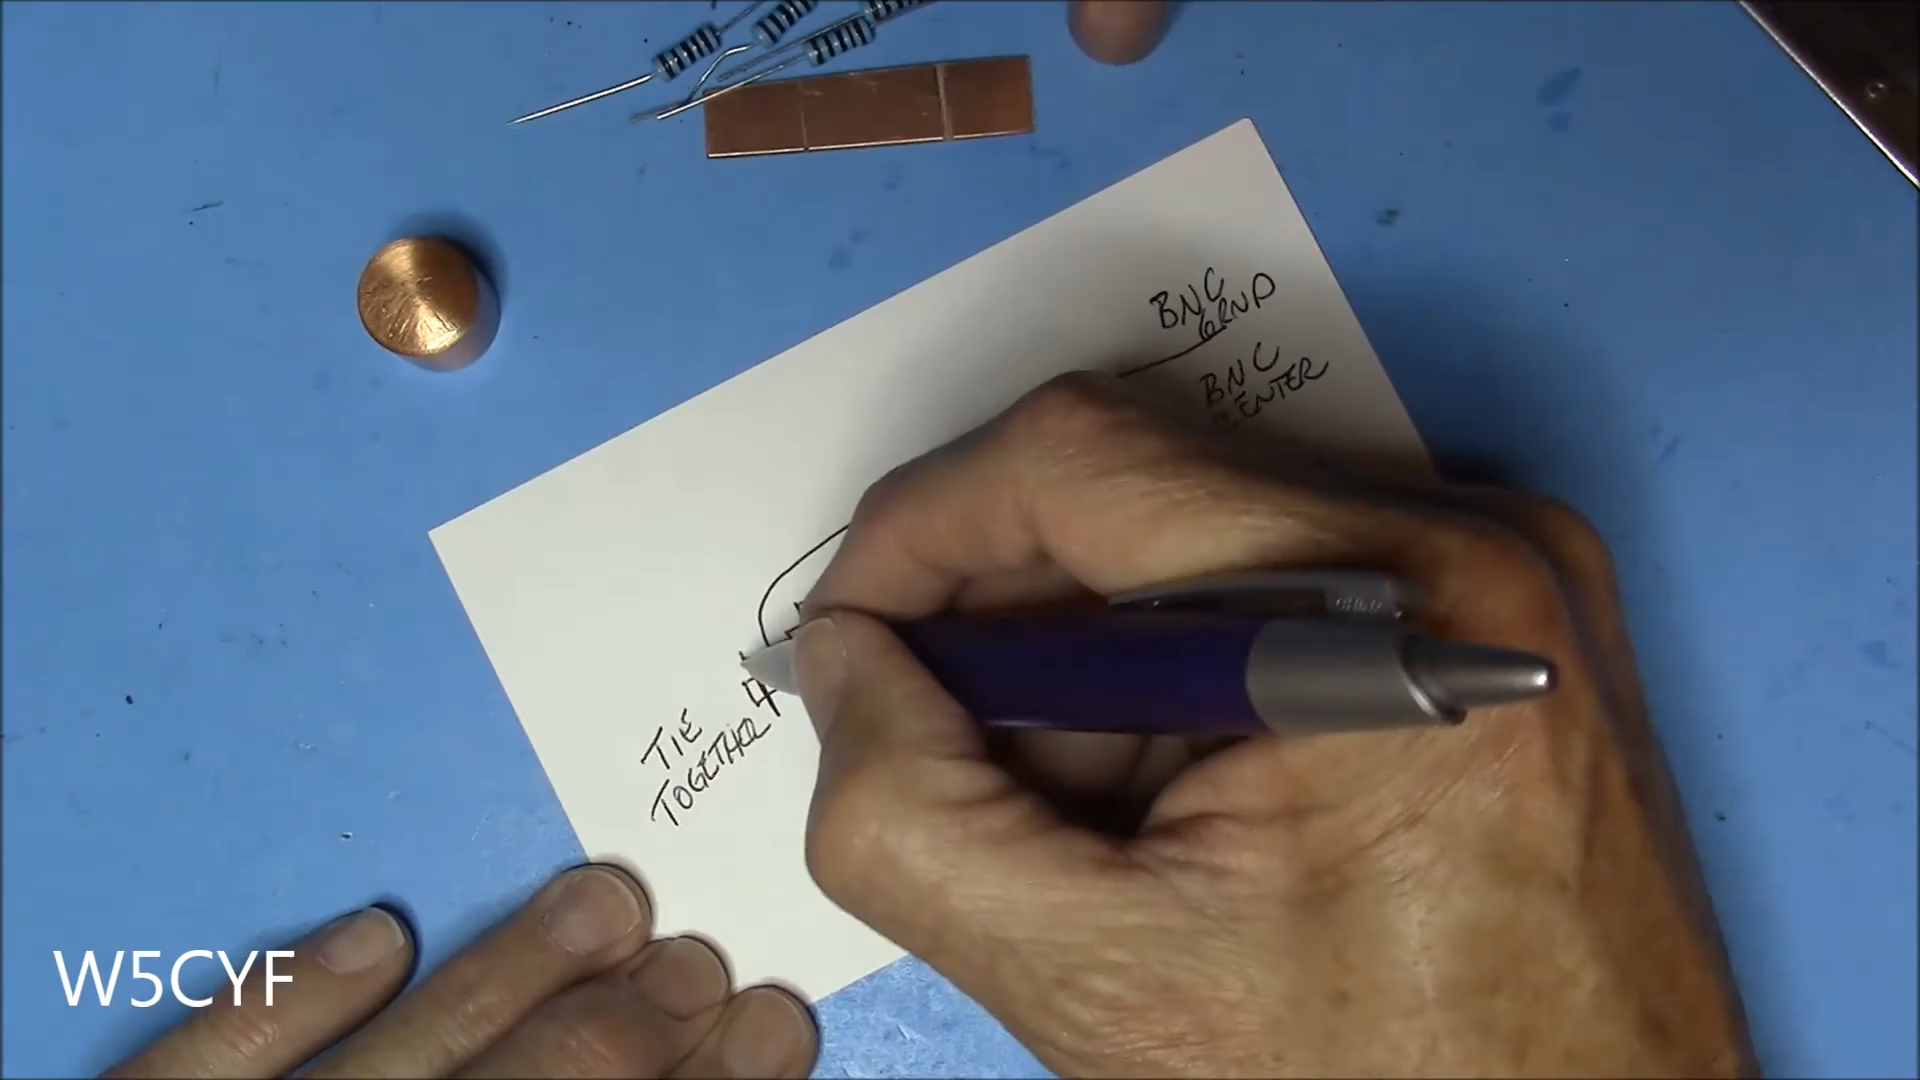 BNC
GRND
BNC
CENTER
TIE
TOGETHER
W5CYF